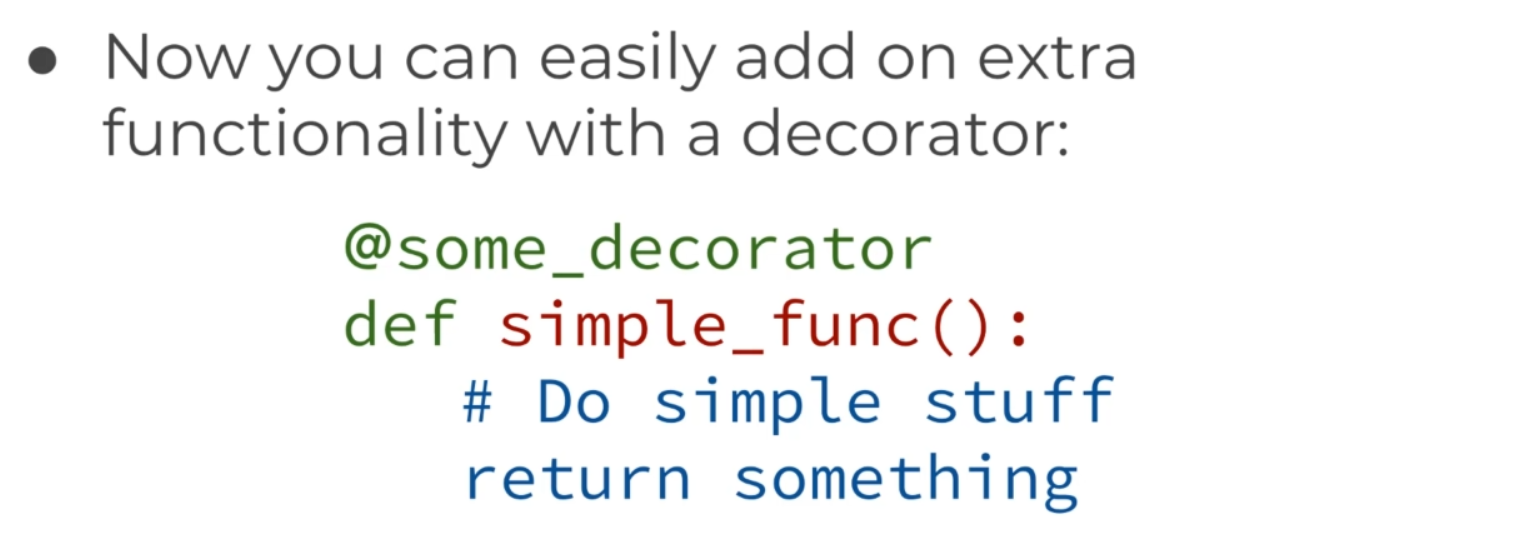 ● Now you can easily add on extra
functionality with a decorator:
@some_decorator
def simple_func():
# Do simple stuff
return something